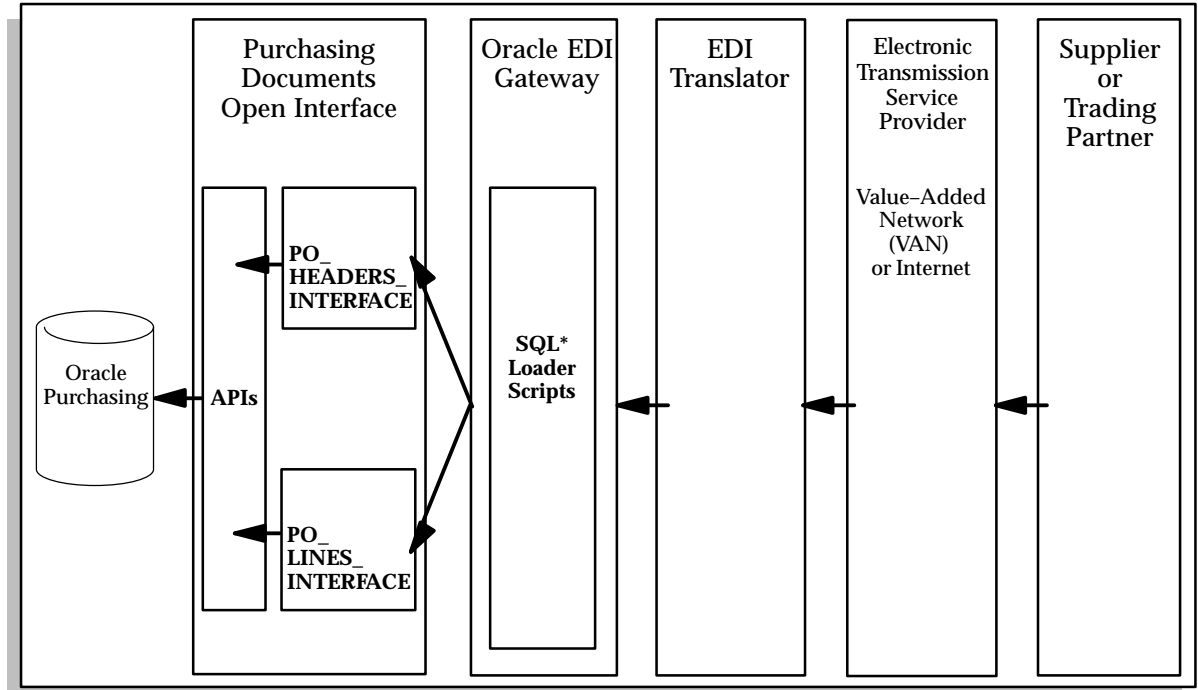 Purchasing
Documents
Open Interface
Oracle EDI
Gateway
EDI
Translator
Electronic
Transmission
Service
Provider
Value–Added
Network
(VAN)
or Internet
Supplier
or
Trading
Partner
PO_
HEADERS_
INTERFACE
SQL*
Loader
Scripts
Oracle
Purchasing
APIs
PO_
LINES_
INTERFACE